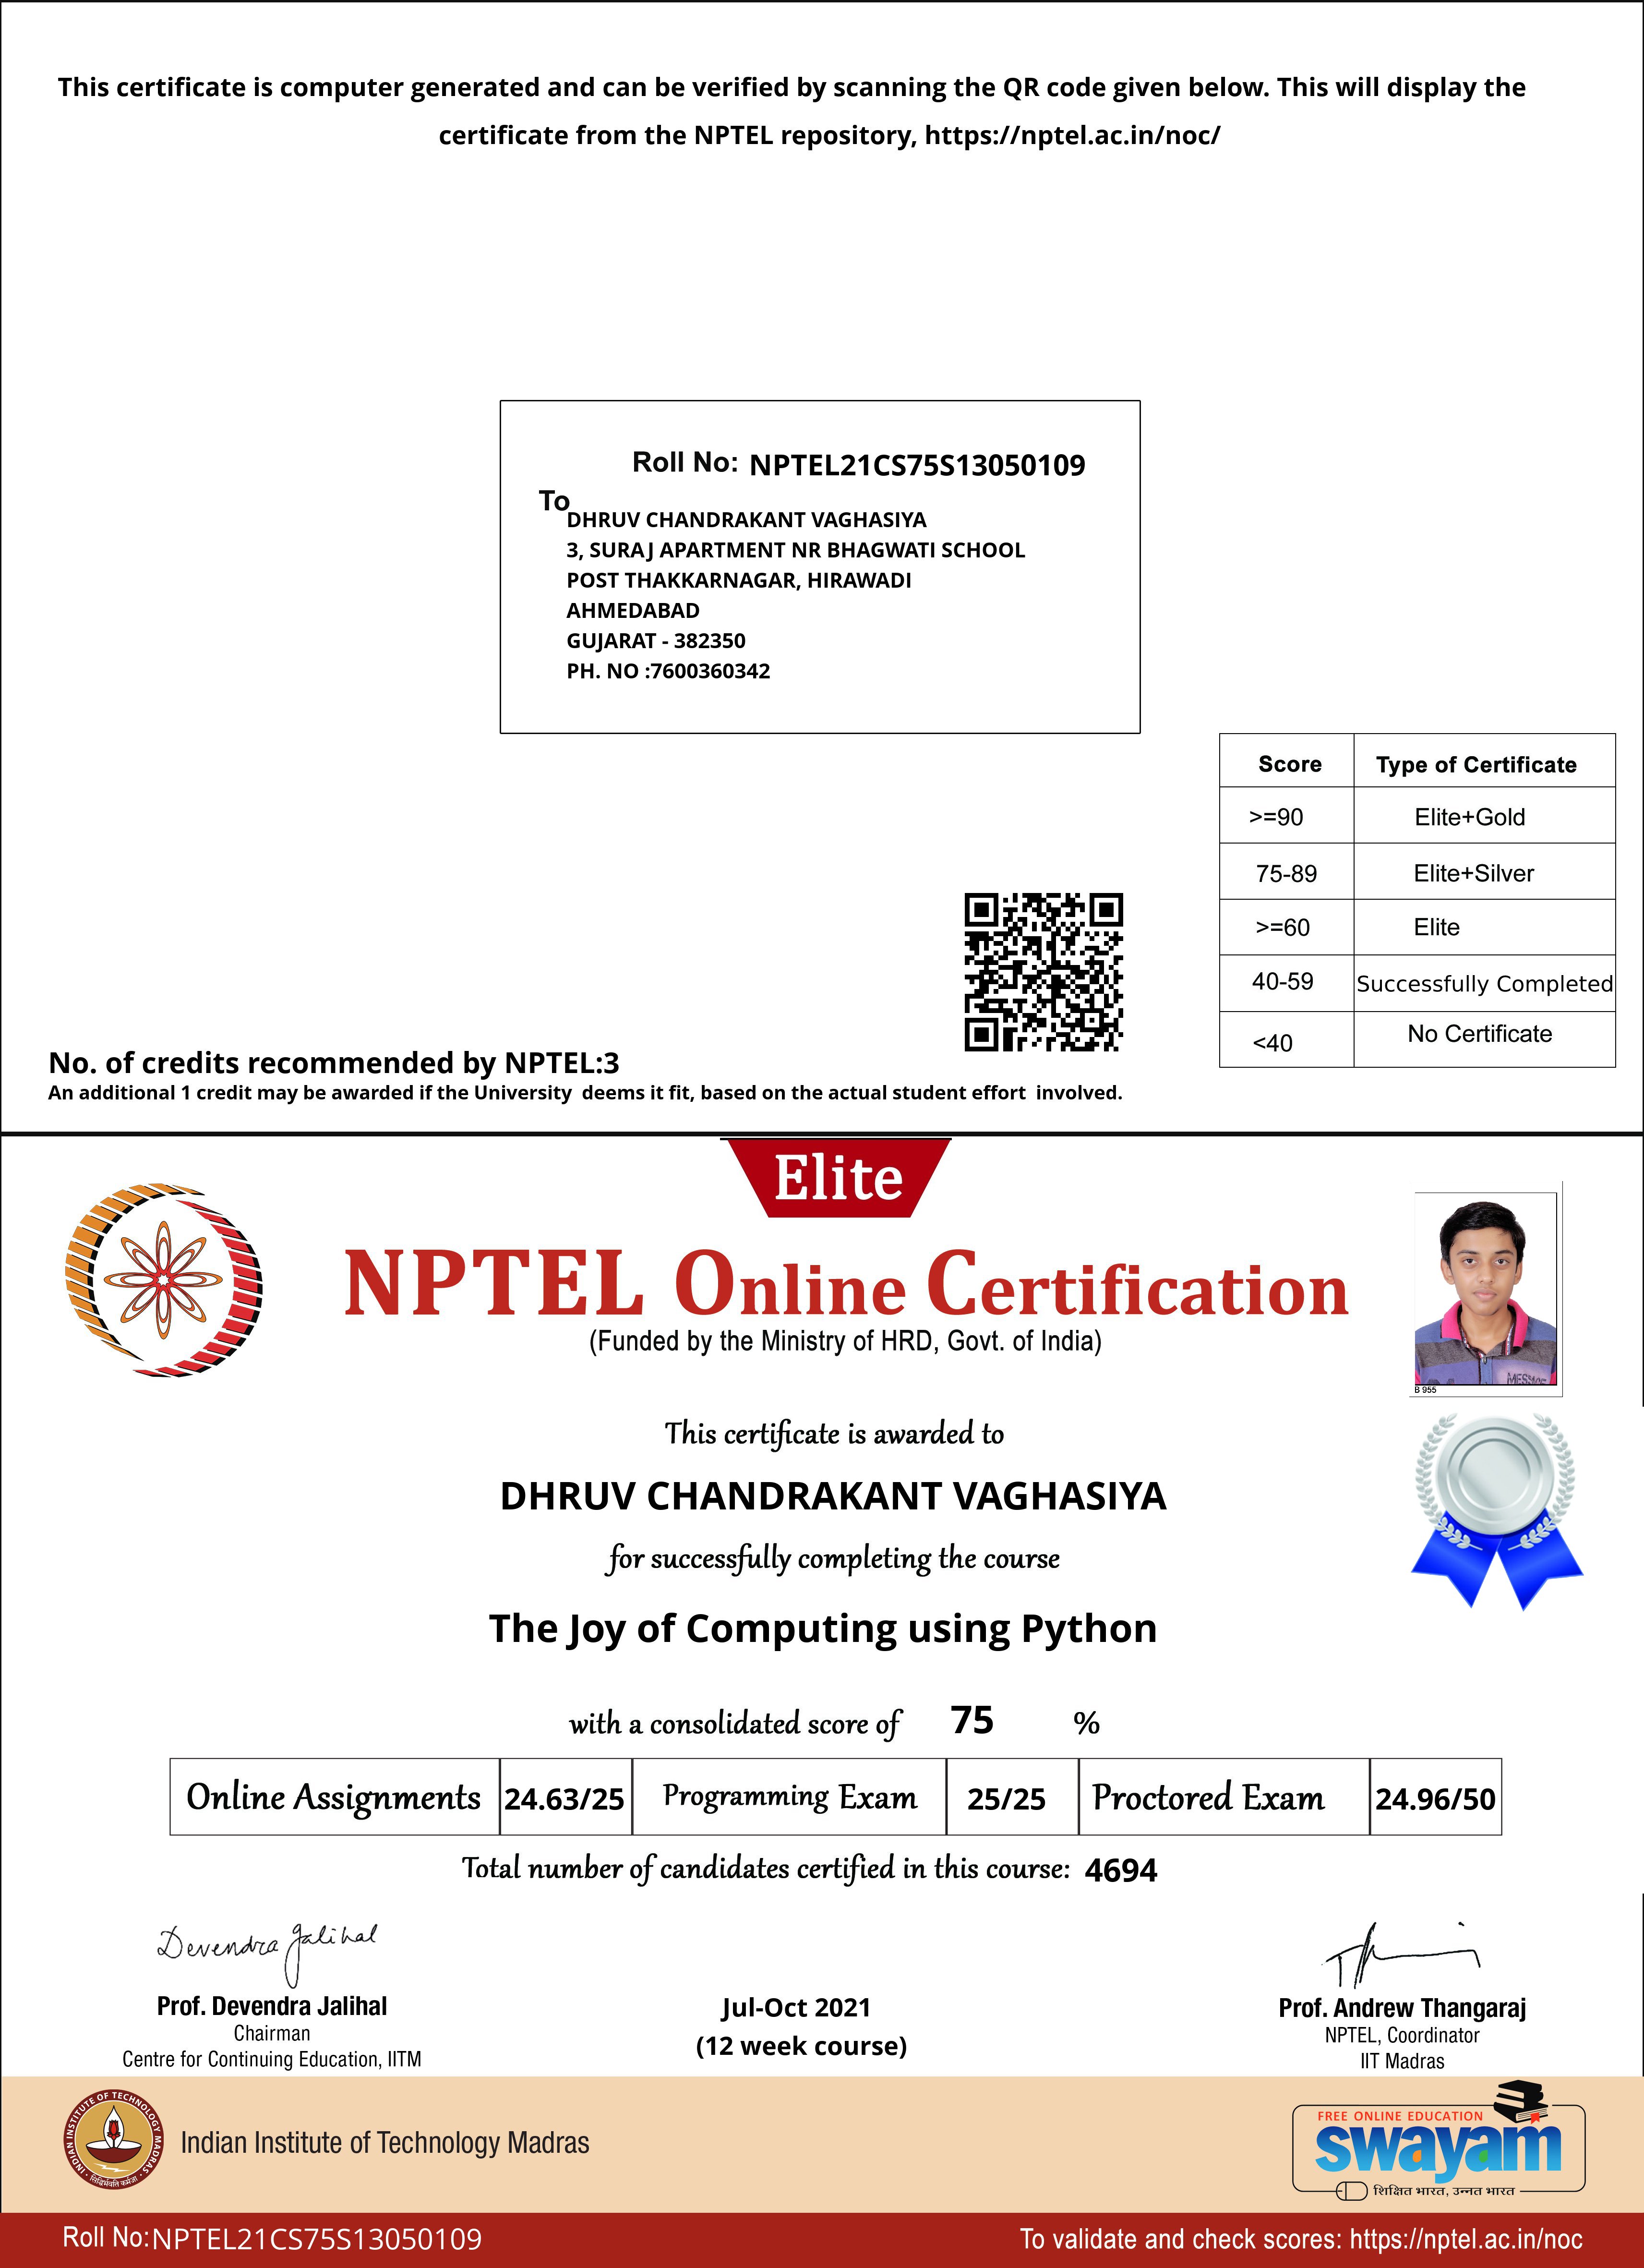 This certificate is computer generated and can be verified by scanning the QR code given below. This will display the
certificate from the NPTEL repository, https://nptel.ac.in/noc/
Roll No: NPTEL21CS75S13050109
To
DHRUV CHANDRAKANT VAGHASIYA
3, SURAJ APARTMENT NR BHAGWATI SCHOOL
POST THAKKARNAGAR, HIRAWADI
AHMEDABAD
GUJARAT - 382350
PH. NO :7600360342
Score Type of Certificate
>=90 Elite+Gold
75-89 Elite+Silver
>=60 Elite
40-59 Successfully Completed
<40 No Certificate
No. of credits recommended by NPTEL:3
An additional 1 credit may be awarded if the University deems it fit, based on the actual student effort involved.
Elite
NPTEL Online Certification
(Funded by the Ministry of HRD, Govt. of India)
MESSAGE
B 955
This certificate is awarded to
DHRUV CHANDRAKANT VAGHASIYA
for successfully completing the course
The Joy of Computing using Python
with a consolidated score of 75 %
Online Assignments 24.63/25 Programming Exam 25/25 Proctored Exam 24.96/50
Total number of candidates certified in this course: 4694
Devendra Jalihal
Prof. Devendra Jalihal
Chairman
Centre for Continuing Education, IITM
Jul-Oct 2021
(12 week course)
Prof. Andrew Thangaraj
NPTEL, Coordinator
IIT Madras
INDIAN INSTITUTE OF TECHNOLOGY MADRAS
सिद्धिर्भवति कर्मजा
Indian Institute of Technology Madras
FREE ONLINE EDUCATION
swayam
शिक्षित भारत, उन्नत भारत
Roll No:NPTEL21CS75S13050109
To validate and check scores: https://nptel.ac.in/noc